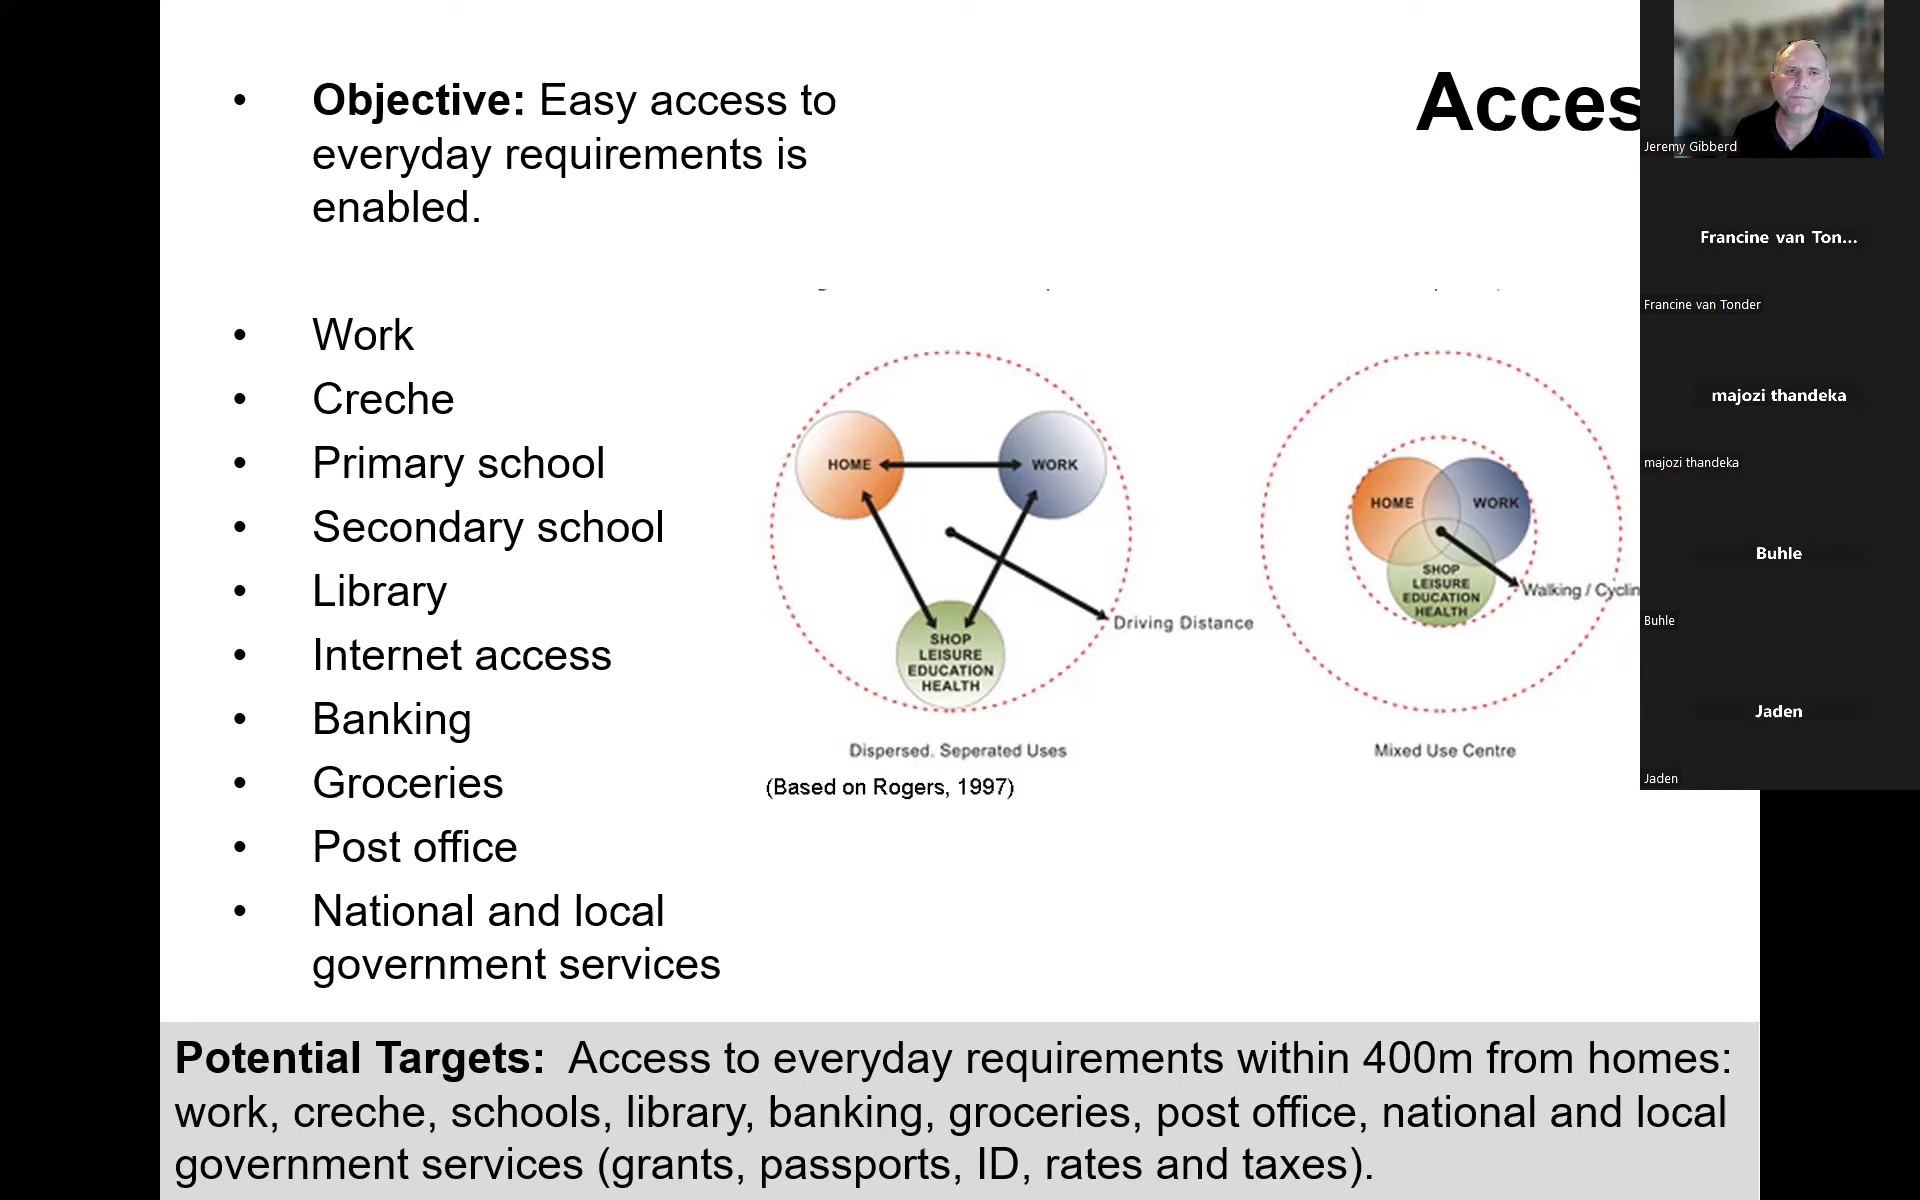 • Objective: Easy access to
everyday requirements is
enabled.
Acces
• Work
• Creche
• Primary school
• Secondary school
• Library
• Internet access
• Banking
• Groceries
• Post office
• National and local
government services
HOME
WORK
SHOP
LEISURE
EDUCATION
HEALTH
Driving Distance
Dispersed. Seperated Uses
(Based on Rogers, 1997)
HOME
WORK
SHOP
LEISURE
EDUCATION
HEALTH
Walking / Cyclin
Mixed Use Centre
Potential Targets: Access to everyday requirements within 400m from homes:
work, creche, schools, library, banking, groceries, post office, national and local
government services (grants, passports, ID, rates and taxes).
Jeremy Gibberd
Francine van Ton...
Francine van Tonder
majozi thandeka
majozi thandeka
Buhle
Buhle
Jaden
Jaden